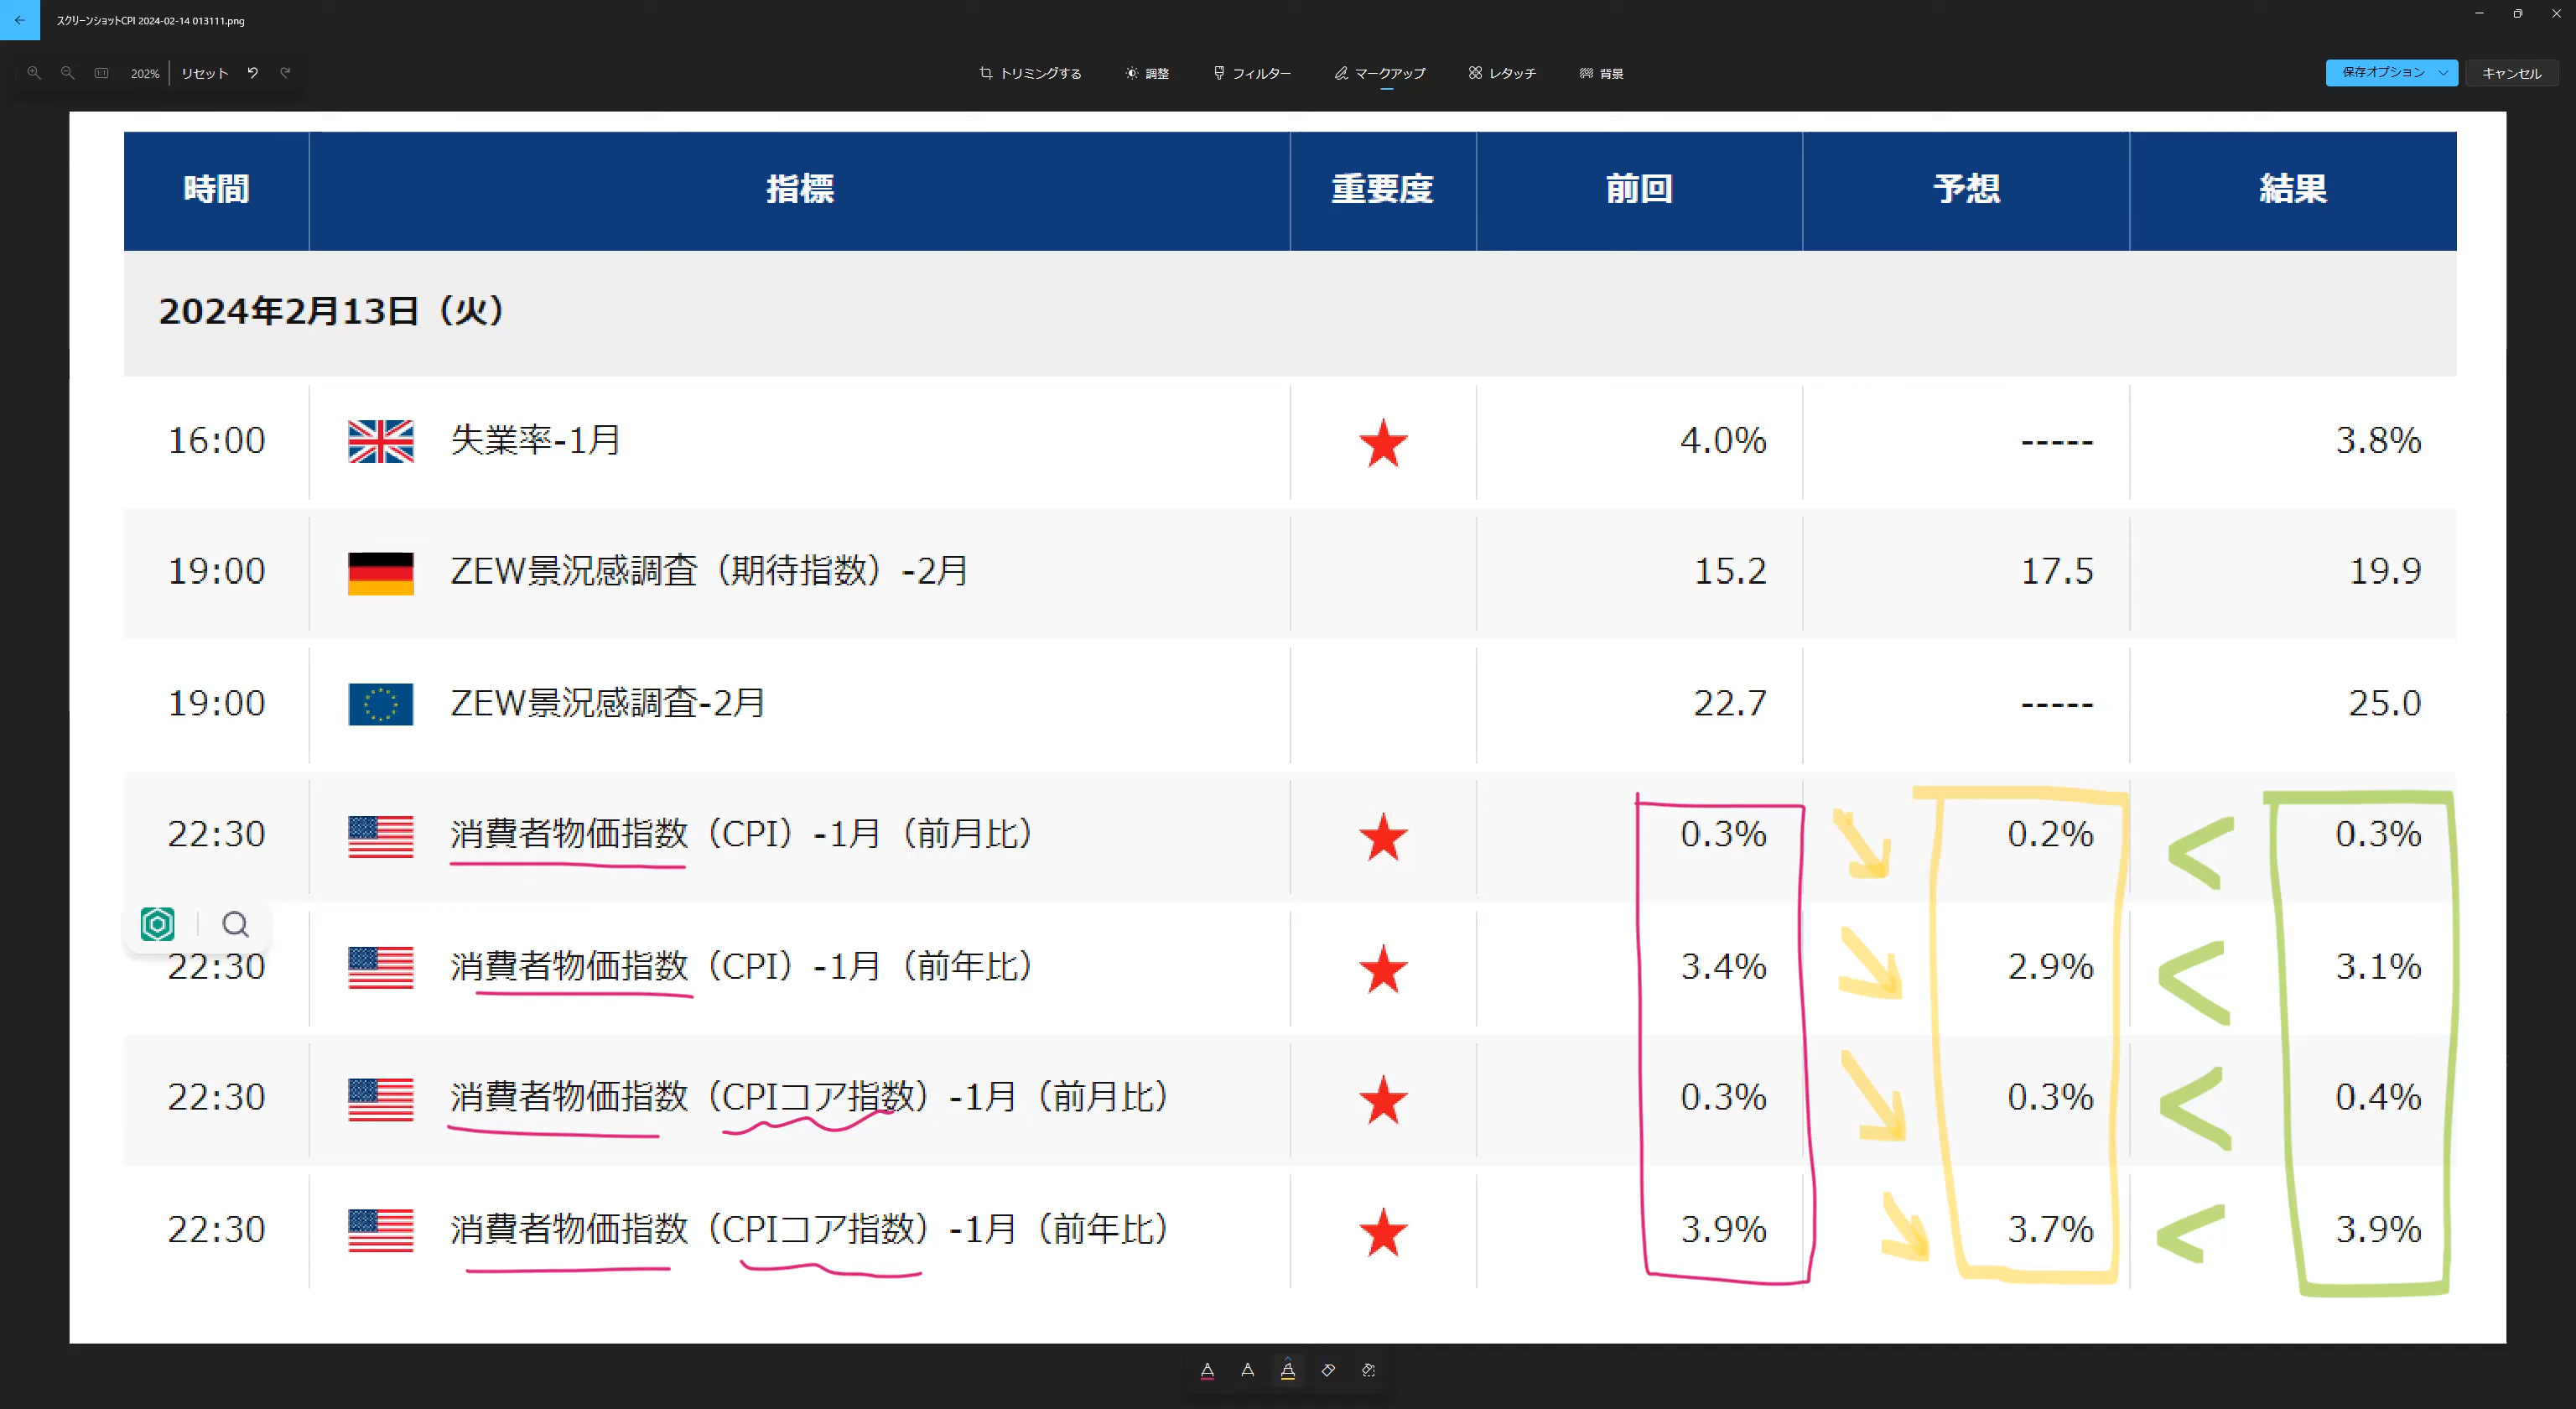 スクリーンショットCPI 2024-02-14 013111.png
202% リセット トリミングする 調整 フィルター マークアップ レタッチ 背景 保存オプション キャンセル
時間 指標 重要度 前回 予想 結果
2024年2月13日（火）
16:00 失業率-1月 ★ 4.0% ----- 3.8%
19:00 ZEW景況感調査（期待指数）-2月 15.2 17.5 19.9
19:00 ZEW景況感調査-2月 22.7 ----- 25.0
22:30 消費者物価指数（CPI）-1月（前月比） ★ 0.3% 0.2% < 0.3%
22:30 消費者物価指数（CPI）-1月（前年比） ★ 3.4% 2.9% < 3.1%
22:30 消費者物価指数（CPIコア指数）-1月（前月比） ★ 0.3% 0.3% < 0.4%
22:30 消費者物価指数（CPIコア指数）-1月（前年比） ★ 3.9% 3.7% < 3.9%